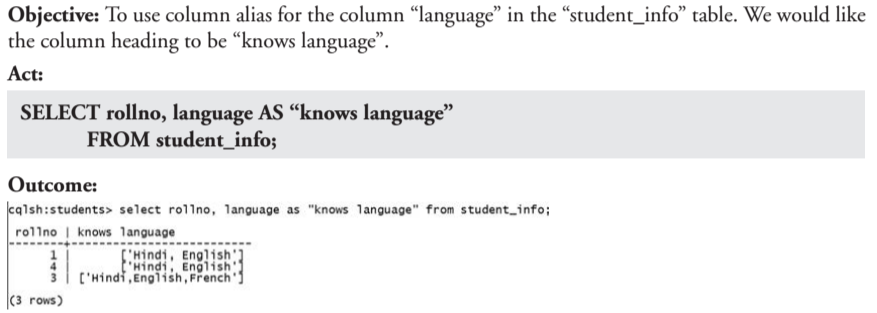 Objective: To use column alias for the column “language” in the “student_info” table. We would like
the column heading to be “knows language”.
Act:
SELECT rollno, language AS “knows language”
FROM student_info;
Outcome:
cqlsh:students> select rollno, language as "knows language" from student_info;
rollno | knows language
--------+---------------------------
1 | ['Hindi, English']
4 | ['Hindi, English']
3 | ['Hindi,English,French']
(3 rows)